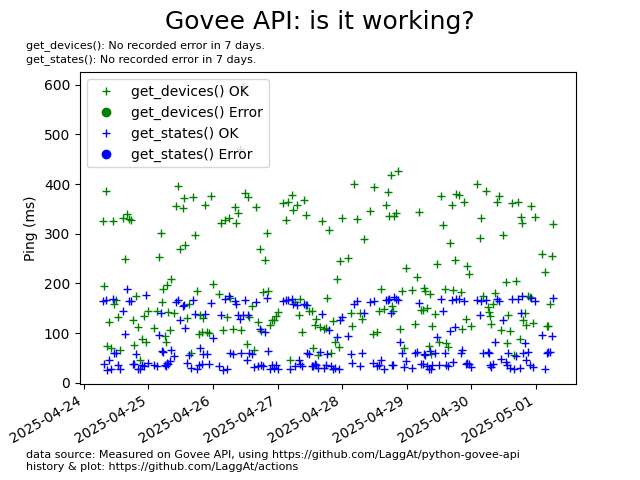 Govee API: is it working?
get_devices(): No recorded error in 7 days.
get_states(): No recorded error in 7 days.
get_devices() OK
get_devices() Error
get_states() OK
get_states() Error
Ping (ms)
600
500
400
300
200
100
0
2025-04-24
2025-04-25
2025-04-26
2025-04-27
2025-04-28
2025-04-29
2025-04-30
2025-05-01
data source: Measured on Govee API, using https://github.com/LaggAt/python-govee-api
history & plot: https://github.com/LaggAt/actions